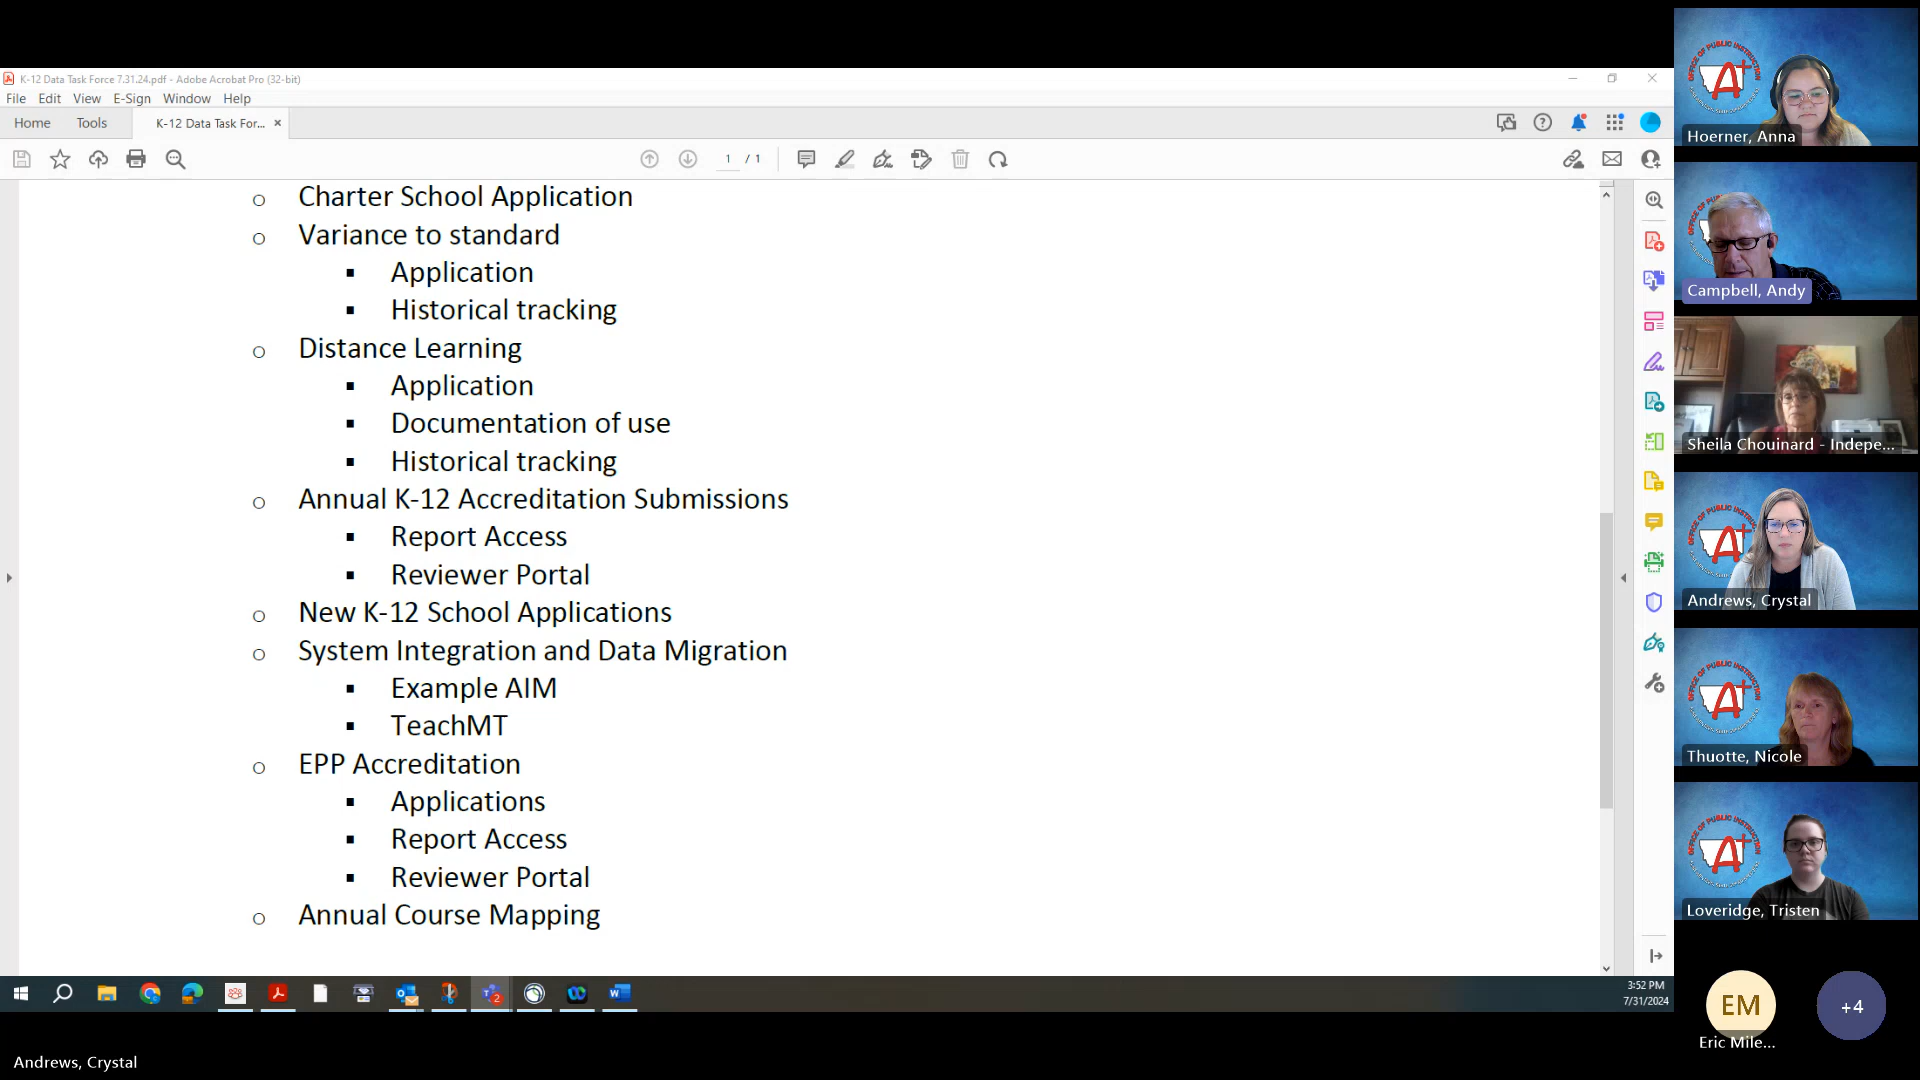 K-12 Data Task Force 7.31.24.pdf - Adobe Acrobat Pro (32-bit)
File Edit View E-Sign Window Help
Home Tools K-12 Data Task For... ×
1 / 1
o Charter School Application
o Variance to standard
▪ Application
▪ Historical tracking
o Distance Learning
▪ Application
▪ Documentation of use
▪ Historical tracking
o Annual K-12 Accreditation Submissions
▪ Report Access
▪ Reviewer Portal
o New K-12 School Applications
o System Integration and Data Migration
▪ Example AIM
▪ TeachMT
o EPP Accreditation
▪ Applications
▪ Report Access
▪ Reviewer Portal
o Annual Course Mapping
3:52 PM
7/31/2024
Andrews, Crystal
Hoerner, Anna
Campbell, Andy
Sheila Chouinard - Indepe...
Andrews, Crystal
Thuotte, Nicole
Loveridge, Tristen
EM
+4
Eric Mile...